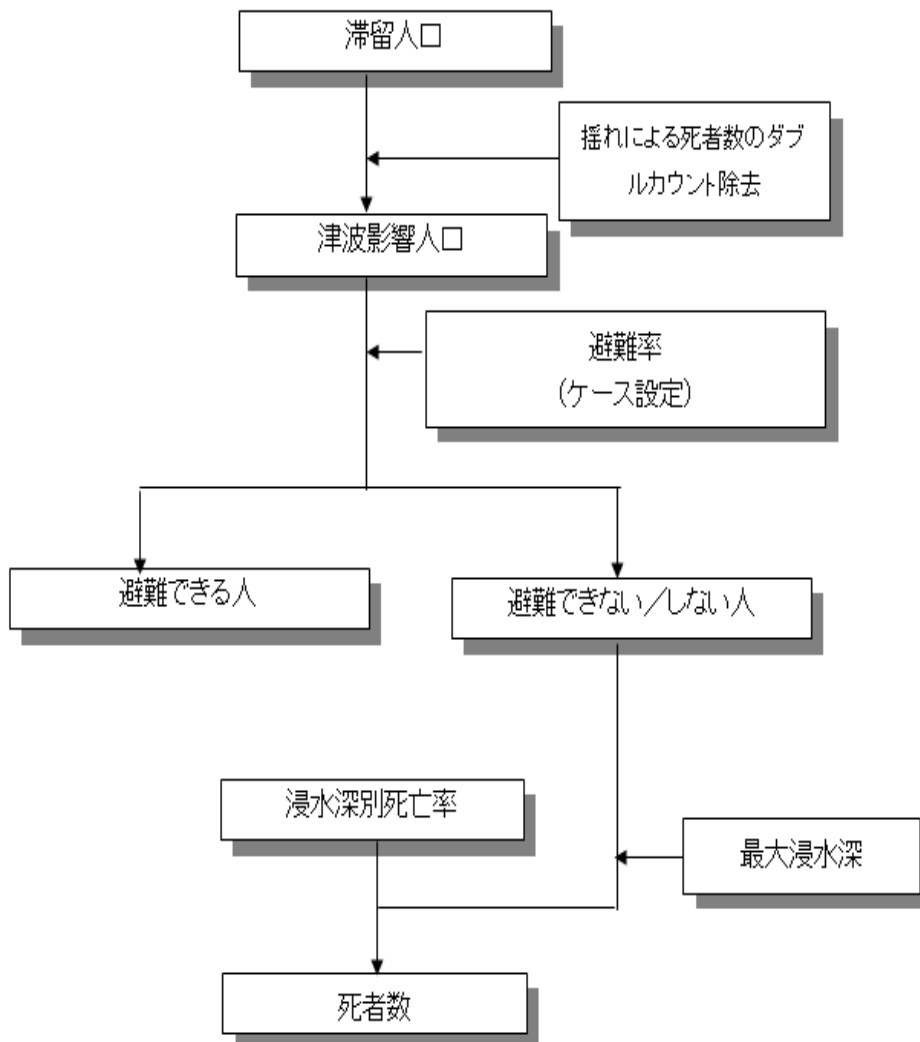 滞留人口
揺れによる死者数のダブ
ルカウント除去
津波影響人口
避難率
(ケース設定)
避難できる人
避難できない／しない人
浸水深別死亡率
最大浸水深
死者数